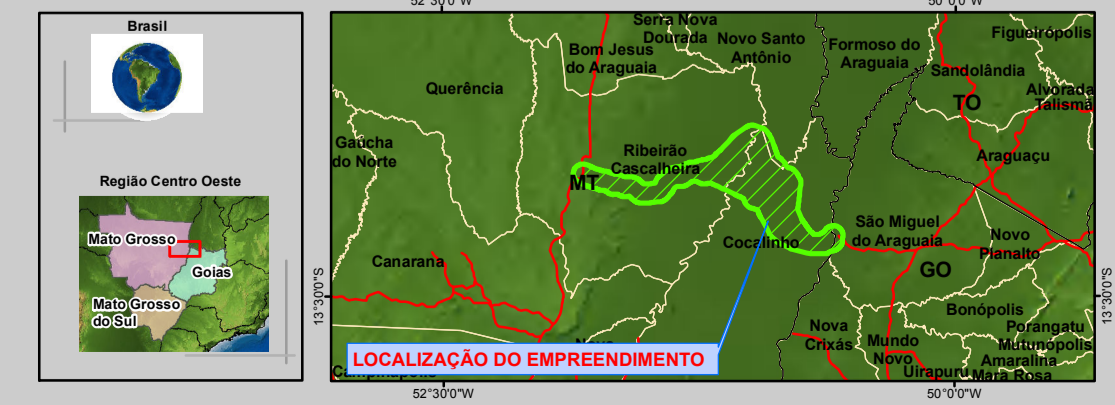 Brasil
Região Centro Oeste
Mato Grosso
Goias
Mato Grosso
do Sul
52°30'0"W
50°0'0"W
Serra Nova
Dourada
Novo Santo
Antônio
Figueirópolis
Bom Jesus
do Araguaia
Formoso do
Araguaia
Sandolândia
Querência
TO
Alvorada
Talismã
Gaúcha
do Norte
Ribeirão
Cascalheira
Araguaçu
MT
São Miguel
do Araguaia
Cocalinho
Novo
Planalto
Canarana
GO
13°30'0"S
13°30'0"S
Bonópolis
Nova
Crixás
Porangatu
Mutunópolis
Mundo
Novo
Amaralina
Uirapuru
Mara Rosa
Nova
LOCALIZAÇÃO DO EMPREENDIMENTO
Campinápolis
52°30'0"W
50°0'0"W